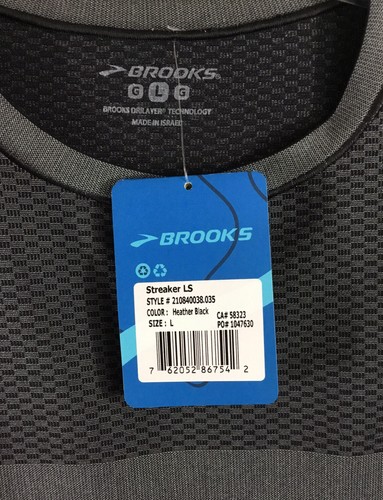 BROOKS
G L G
BROOKS DRILAYER® TECHNOLOGY
MADE IN ISRAEL
BROOKS
Streaker LS
STYLE # 210840038.035
COLOR : Heather Black CA# 58323
SIZE : L PO# 1047630
7 62052 86754 2